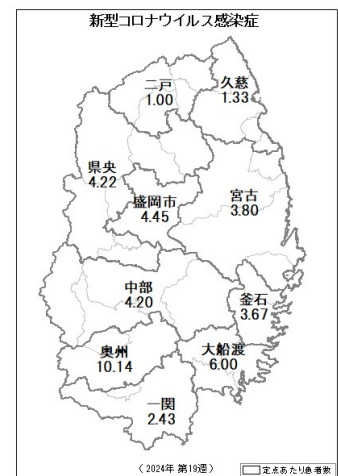 新型コロナウイルス感染症
二戸
1.00
久慈
1.33
県央
4.22
盛岡市
4.45
宮古
3.80
中部
4.20
釜石
3.67
奥州
10.14
大船渡
6.00
一関
2.43
(2024年 第19週)
定点あたり患者数